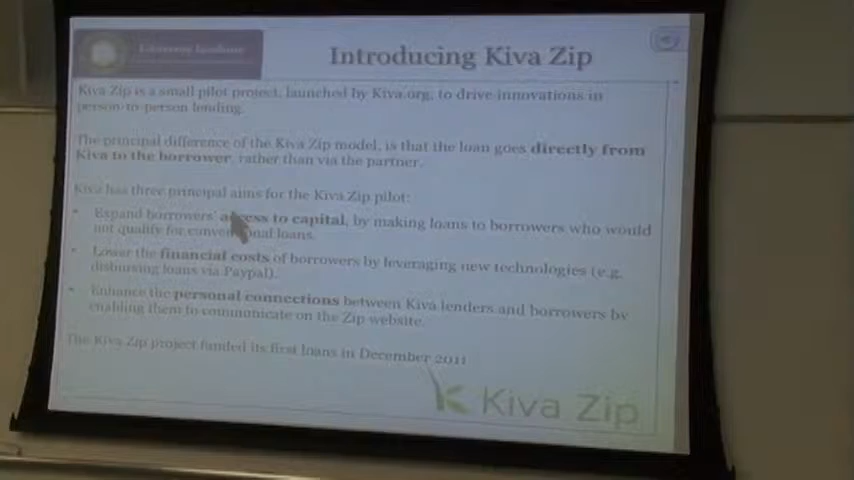 Introducing Kiva Zip
Kiva Zip is a small pilot project, launched by Kiva.org, to drive innovations in
person-to-person lending.
The principal difference of the Kiva Zip model, is that the loan goes directly from
Kiva to the borrower, rather than via the partner.
Kiva has three principal aims for the Kiva Zip pilot:
• Expand borrowers' access to capital, by making loans to borrowers who would
not qualify for conventional loans.
• Lower the financial costs of borrowers by leveraging new technologies (e.g.
disbursing loans via Paypal).
• Enhance the personal connections between Kiva lenders and borrowers by
enabling them to communicate on the Zip website.
The Kiva Zip project funded its first loans in December 2011
Kiva Zip